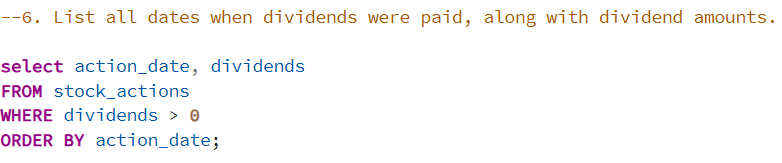 --6. List all dates when dividends were paid, along with dividend amounts.
select action_date, dividends
FROM stock_actions
WHERE dividends > 0
ORDER BY action_date;